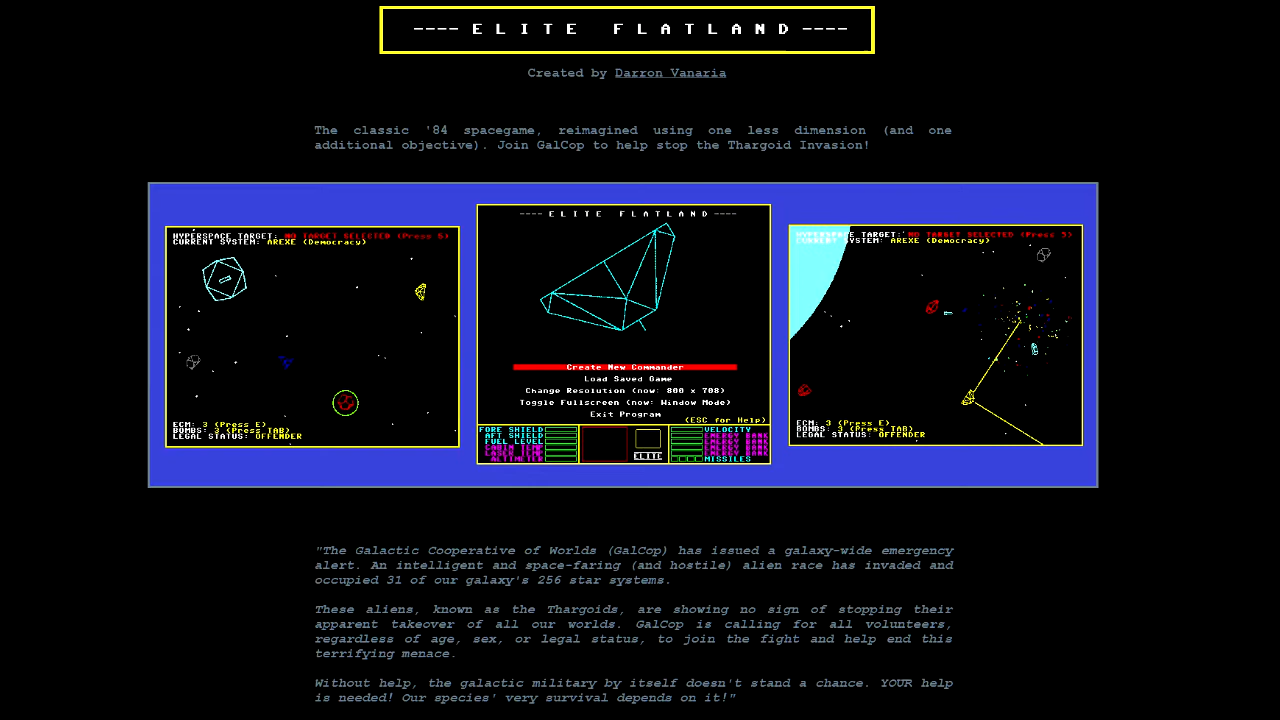 ---- E L I T E   F L A T L A N D ----
Created by Darron Vanaria
The classic '84 spacegame, reimagined using one less dimension (and one
additional objective). Join GalCop to help stop the Thargoid Invasion!
HYPERSPACE TARGET: NO TARGET SELECTED (Press S)
CURRENT SYSTEM: AREXE (Democracy)
ECM: 3 (Press E)
BOMBS: 3 (Press TAB)
LEGAL STATUS: OFFENDER
---- E L I T E   F L A T L A N D ----
Create New Commander
Load Saved Game
Change Resolution (now: 800 x 708)
Toggle Fullscreen (now: Window Mode)
Exit Program
(ESC for Help)
FORE SHIELD
AFT SHIELD
FUEL LEVEL
CABIN TEMP
LASER TEMP
ALTIMETER
ELITE
VELOCITY
ENERGY BANK
ENERGY BANK
ENERGY BANK
ENERGY BANK
MISSILES
HYPERSPACE TARGET: NO TARGET SELECTED (Press S)
CURRENT SYSTEM: AREXE (Democracy)
ECM: 3 (Press E)
BOMBS: 3 (Press TAB)
LEGAL STATUS: OFFENDER
"The Galactic Cooperative of Worlds (GalCop) has issued a galaxy-wide emergency
alert. An intelligent and space-faring (and hostile) alien race has invaded and
occupied 31 of our galaxy's 256 star systems.
These aliens, known as the Thargoids, are showing no sign of stopping their
apparent takeover of all our worlds. GalCop is calling for all volunteers,
regardless of age, sex, or legal status, to join the fight and help end this
terrifying menace.
Without help, the galactic military by itself doesn't stand a chance. YOUR help
is needed! Our species' very survival depends on it!"